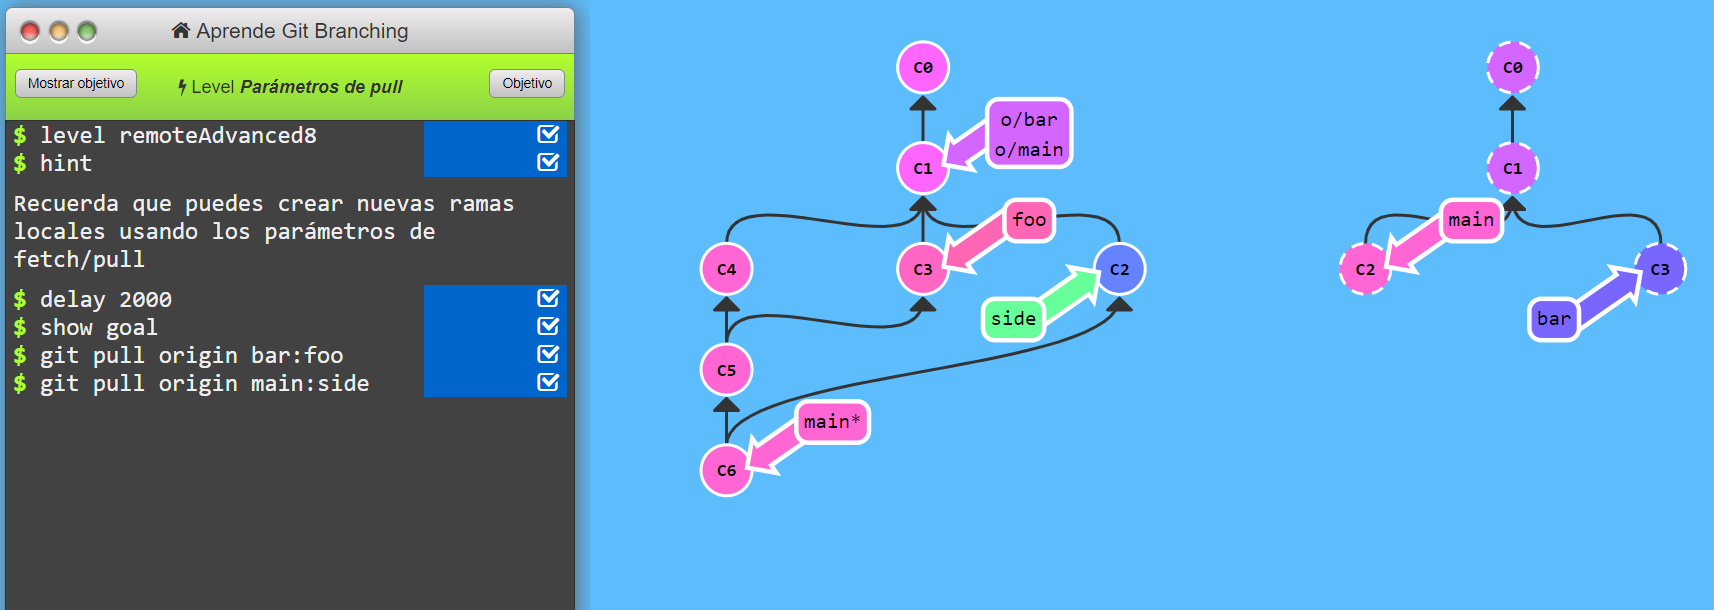 Aprende Git Branching
Mostrar objetivo
Level Parámetros de pull
Objetivo
$ level remoteAdvanced8
$ hint
Recuerda que puedes crear nuevas ramas
locales usando los parámetros de
fetch/pull
$ delay 2000
$ show goal
$ git pull origin bar:foo
$ git pull origin main:side
C0
o/bar
o/main
C1
foo
C4
C3
C2
side
C5
main*
C6
C0
C1
main
C2
C3
bar